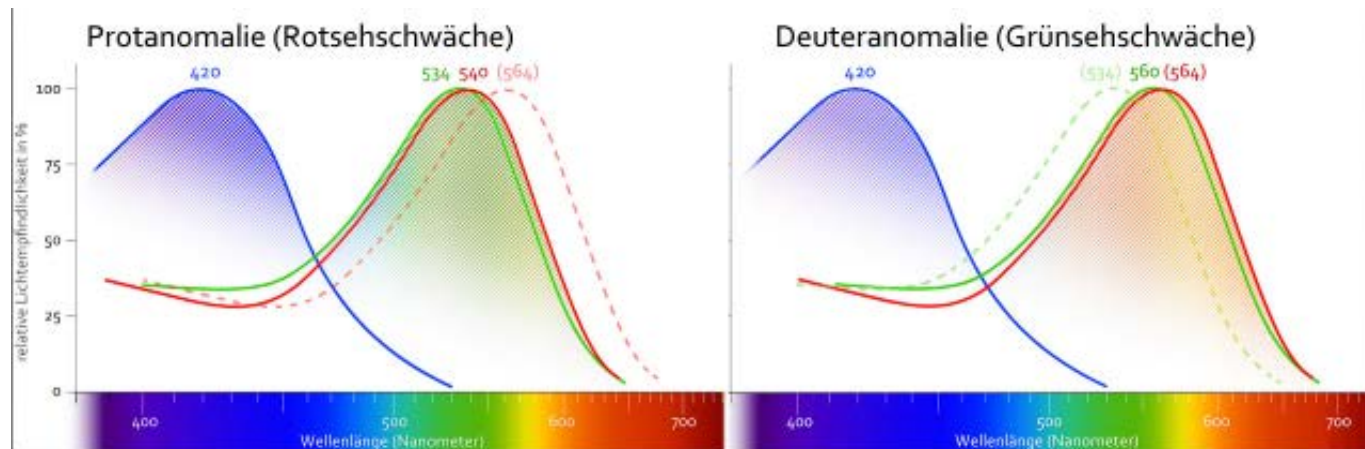 Protanomalie (Rotsehschwäche)
420
534 540 (564)
relative Lichtempfindlichkeit in %
100
75
50
25
0
400 500 600 700
Wellenlänge (Nanometer)
Deuteranomalie (Grünsehschwäche)
420
(534) 560 (564)
400 500 600 700
Wellenlänge (Nanometer)